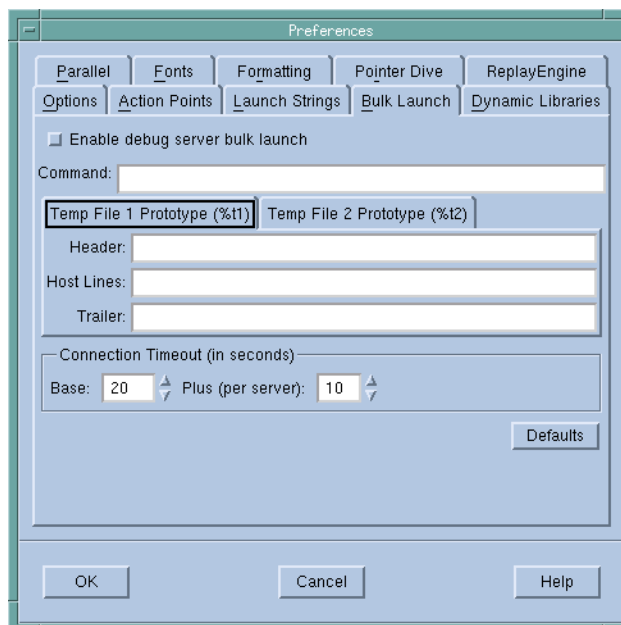 Preferences
Parallel Fonts Formatting Pointer Dive ReplayEngine
Options Action Points Launch Strings Bulk Launch Dynamic Libraries
Enable debug server bulk launch
Command:
Temp File 1 Prototype (%t1) Temp File 2 Prototype (%t2)
Header:
Host Lines:
Trailer:
Connection Timeout (in seconds)
Base: 20 Plus (per server): 10
Defaults
OK Cancel Help